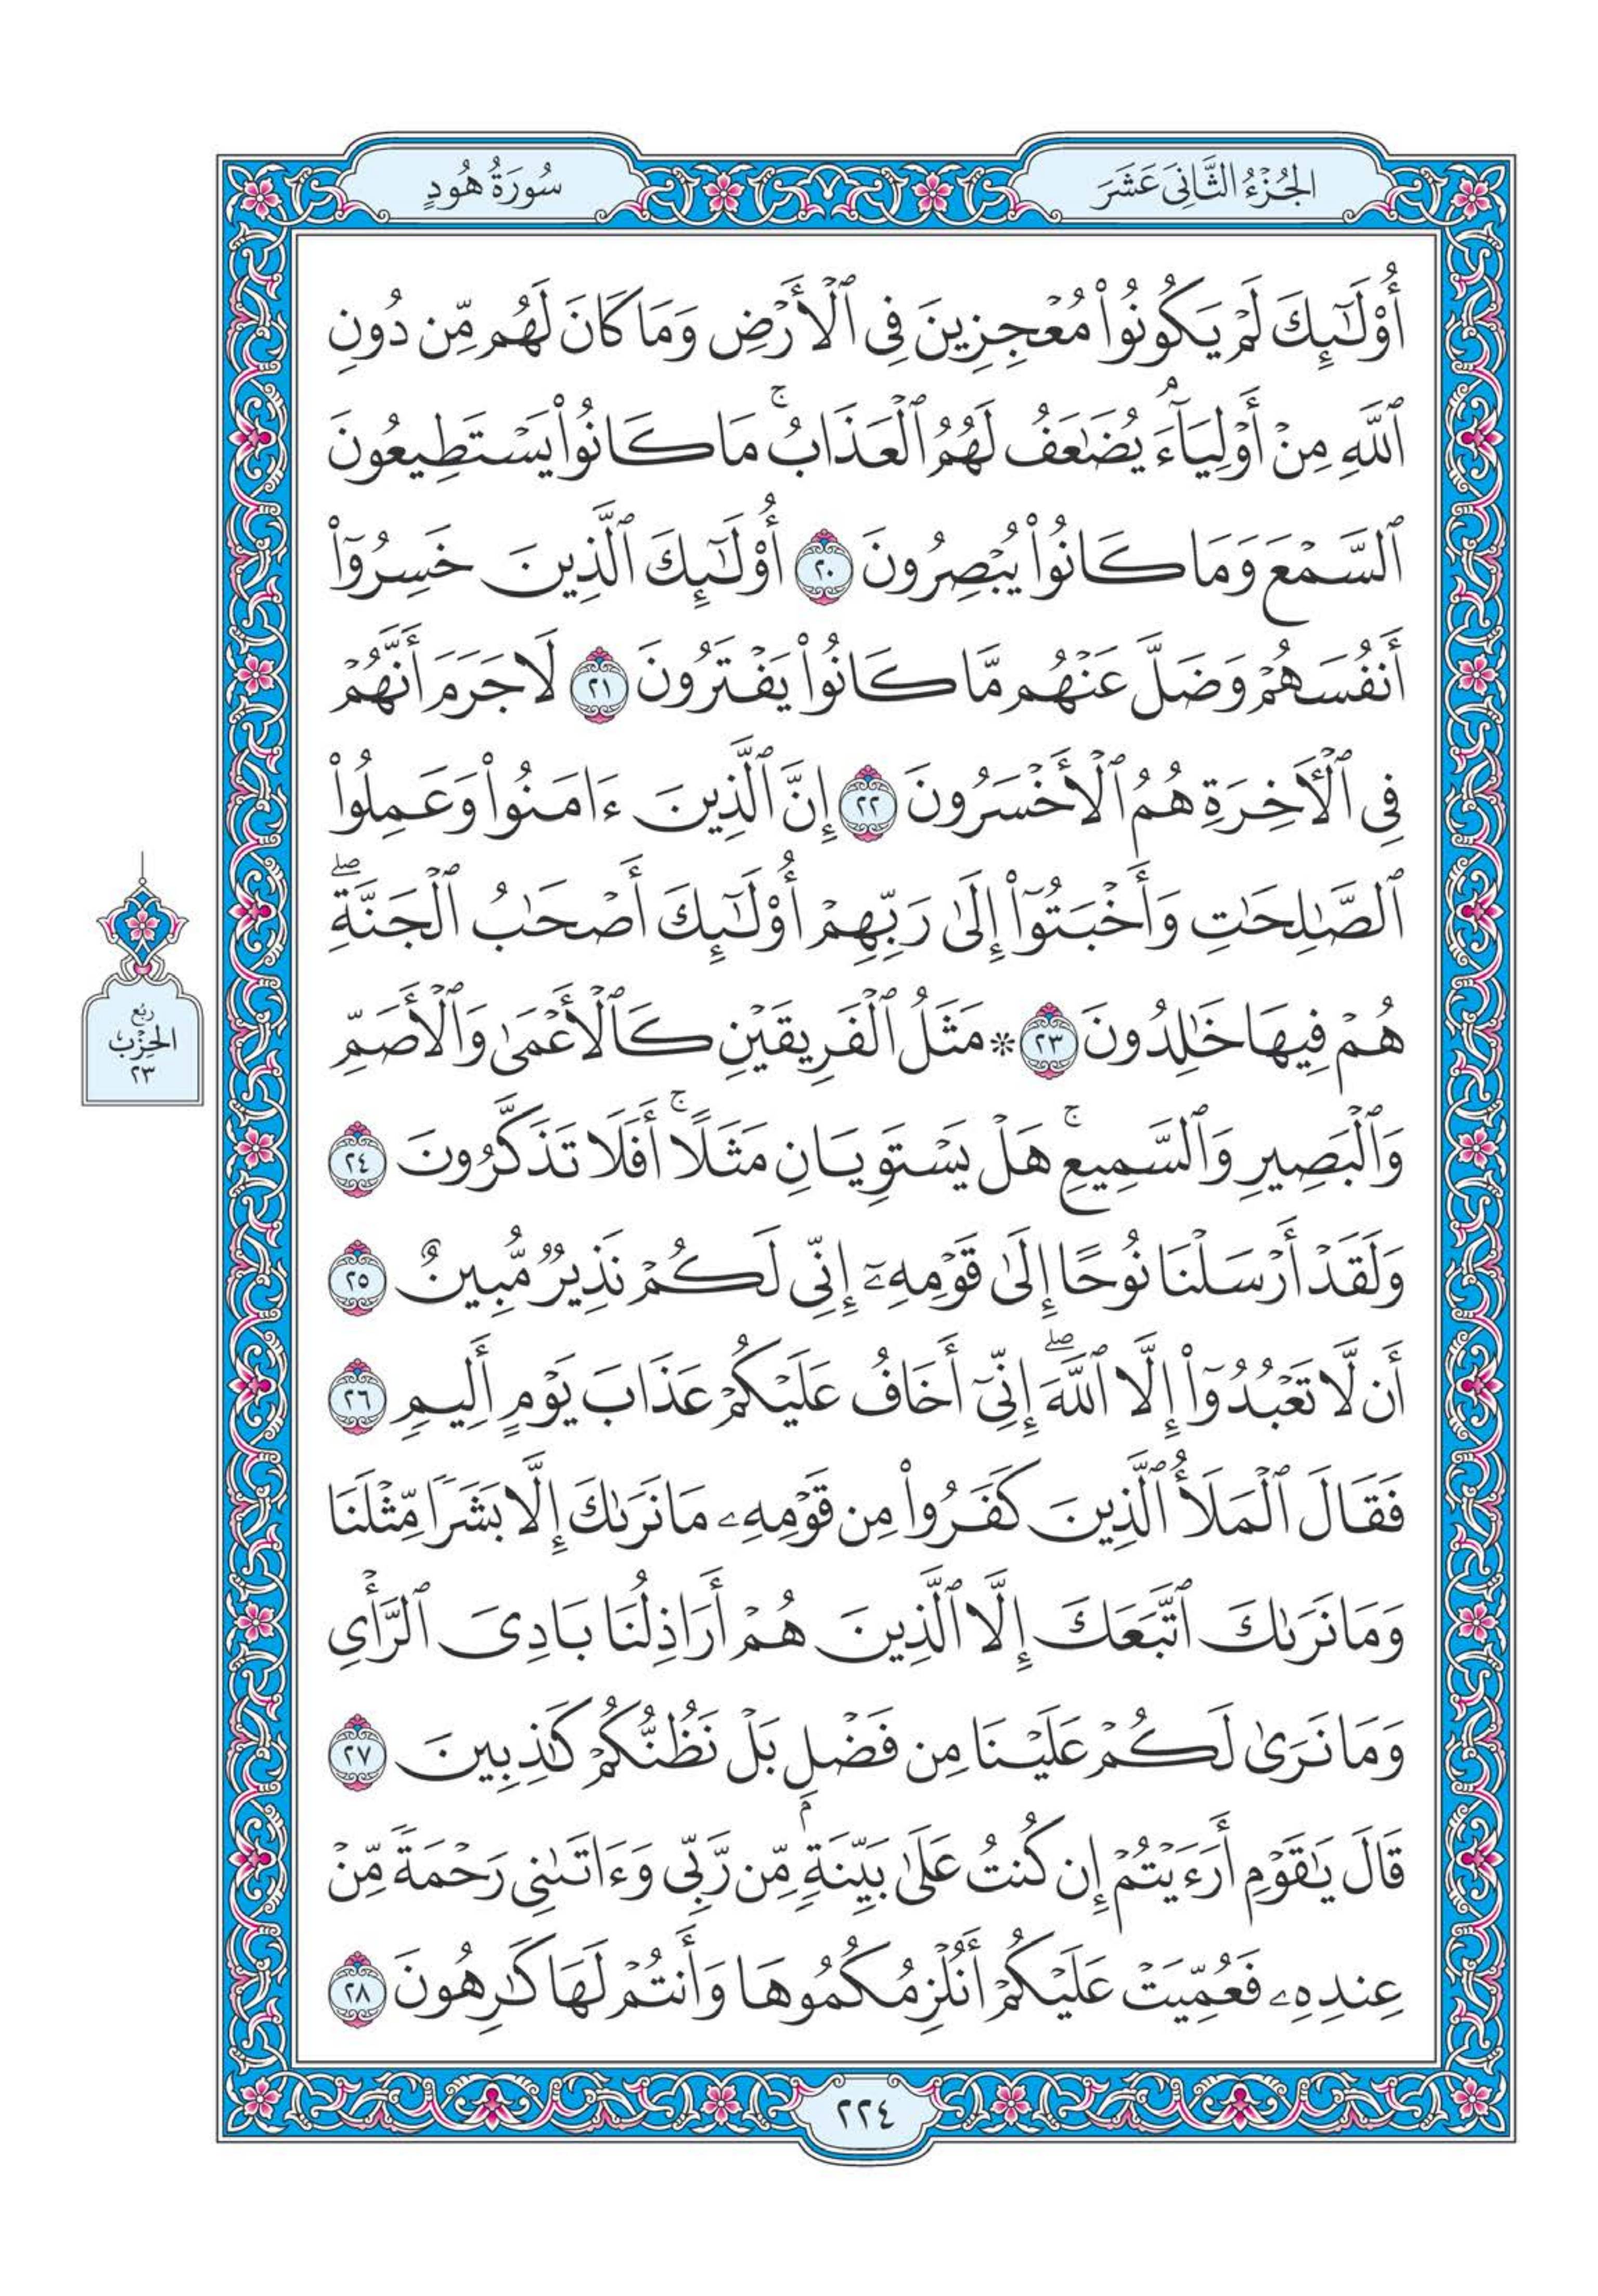 الجُزْءُ الثَّانِىَ عَشَرَ
سُورَةُ هُودٍ
أُوْلَٰٓئِكَ لَمْ يَكُونُوا۟ مُعْجِزِينَ فِى ٱلْأَرْضِ وَمَا كَانَ لَهُم مِّن دُونِ
ٱللَّهِ مِنْ أَوْلِيَآءَ ۘ يُضَٰعَفُ لَهُمُ ٱلْعَذَابُ ۚ مَا كَانُوا۟ يَسْتَطِيعُونَ
ٱلسَّمْعَ وَمَا كَانُوا۟ يُبْصِرُونَ ٢٠ أُوْلَٰٓئِكَ ٱلَّذِينَ خَسِرُوٓا۟
أَنفُسَهُمْ وَضَلَّ عَنْهُم مَّا كَانُوا۟ يَفْتَرُونَ ٢١ لَا جَرَمَ أَنَّهُمْ
فِى ٱلْـَٔاخِرَةِ هُمُ ٱلْأَخْسَرُونَ ٢٢ إِنَّ ٱلَّذِينَ ءَامَنُوا۟ وَعَمِلُوا۟
ٱلصَّٰلِحَٰتِ وَأَخْبَتُوٓا۟ إِلَىٰ رَبِّهِمْ أُوْلَٰٓئِكَ أَصْحَٰبُ ٱلْجَنَّةِ ۖ
هُمْ فِيهَا خَٰلِدُونَ ٢٣ * مَثَلُ ٱلْفَرِيقَيْنِ كَٱلْأَعْمَىٰ وَٱلْأَصَمِّ
وَٱلْبَصِيرِ وَٱلسَّمِيعِ ۚ هَلْ يَسْتَوِيَانِ مَثَلًا ۚ أَفَلَا تَذَكَّرُونَ ٢٤
وَلَقَدْ أَرْسَلْنَا نُوحًا إِلَىٰ قَوْمِهِۦٓ إِنِّى لَكُمْ نَذِيرٌ مُّبِينٌ ٢٥
أَن لَّا تَعْبُدُوٓا۟ إِلَّا ٱللَّهَ ۖ إِنِّىٓ أَخَافُ عَلَيْكُمْ عَذَابَ يَوْمٍ أَلِيمٍ ٢٦
فَقَالَ ٱلْمَلَأُ ٱلَّذِينَ كَفَرُوا۟ مِن قَوْمِهِۦ مَا نَرَىٰكَ إِلَّا بَشَرًا مِّثْلَنَا
وَمَا نَرَىٰكَ ٱتَّبَعَكَ إِلَّا ٱلَّذِينَ هُمْ أَرَاذِلُنَا بَادِىَ ٱلرَّأْىِ
وَمَا نَرَىٰ لَكُمْ عَلَيْنَا مِن فَضْلٍۭ بَلْ نَظُنُّكُمْ كَٰذِبِينَ ٢٧
قَالَ يَٰقَوْمِ أَرَءَيْتُمْ إِن كُنتُ عَلَىٰ بَيِّنَةٍ مِّن رَّبِّى وَءَاتَىٰنِى رَحْمَةً مِّنْ
عِندِهِۦ فَعُمِّيَتْ عَلَيْكُمْ أَنُلْزِمُكُمُوهَا وَأَنتُمْ لَهَا كَٰرِهُونَ ٢٨
رُبْع
الحِزْب
٢٣
٢٢٤